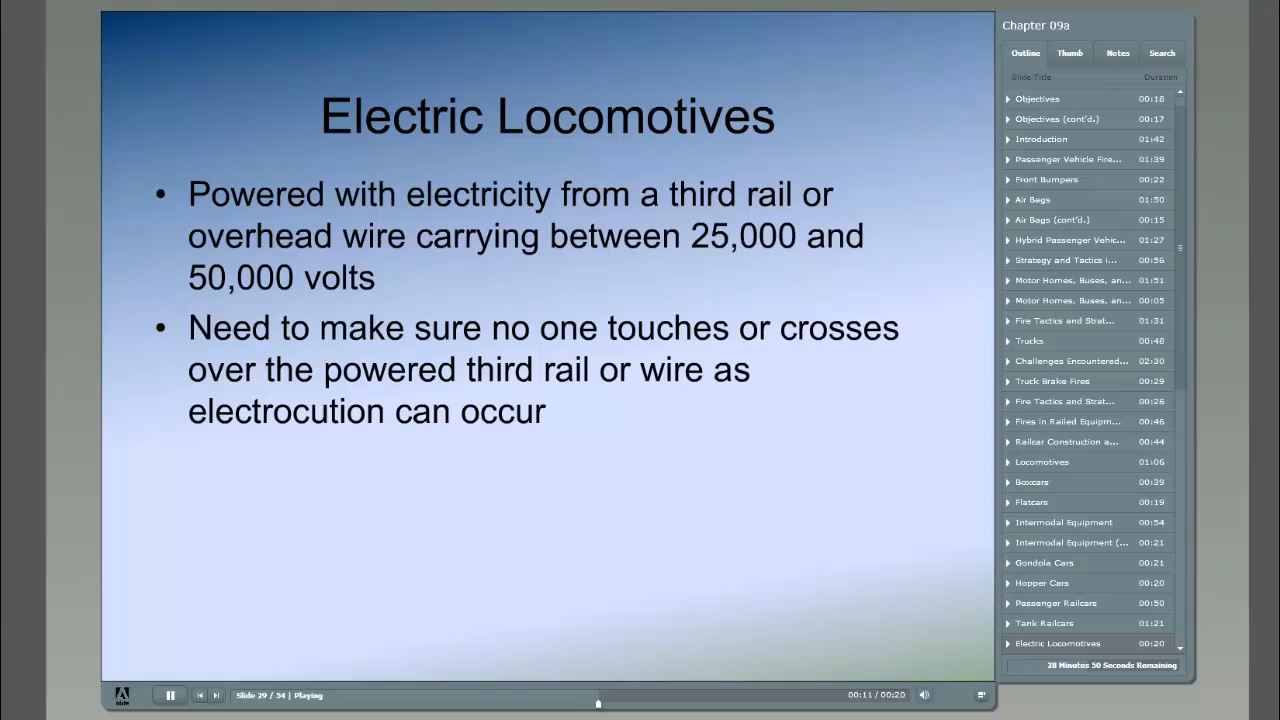 Electric Locomotives
• Powered with electricity from a third rail or
overhead wire carrying between 25,000 and
50,000 volts
• Need to make sure no one touches or crosses
over the powered third rail or wire as
electrocution can occur
Chapter 09a
Outline Thumb Notes Search
Slide Title Duration
Objectives 00:18
Objectives (cont'd.) 00:17
Introduction 01:42
Passenger Vehicle Fire... 01:39
Front Bumpers 00:22
Air Bags 01:50
Air Bags (cont'd.) 00:15
Hybrid Passenger Vehic... 01:27
Strategy and Tactics i... 00:56
Motor Homes, Buses, an... 01:51
Motor Homes, Buses, an... 00:05
Fire Tactics and Strat... 01:31
Trucks 00:48
Challenges Encountered... 02:30
Truck Brake Fires 00:29
Fire Tactics and Strat... 00:26
Fires in Railed Equipm... 00:46
Railcar Construction a... 00:44
Locomotives 01:06
Boxcars 00:39
Flatcars 00:19
Intermodal Equipment 00:54
Intermodal Equipment (... 00:21
Gondola Cars 00:21
Hopper Cars 00:20
Passenger Railcars 00:50
Tank Railcars 01:21
Electric Locomotives 00:20
28 Minutes 50 Seconds Remaining
Adobe
Slide 29 / 54 | Playing
00:11 / 00:20